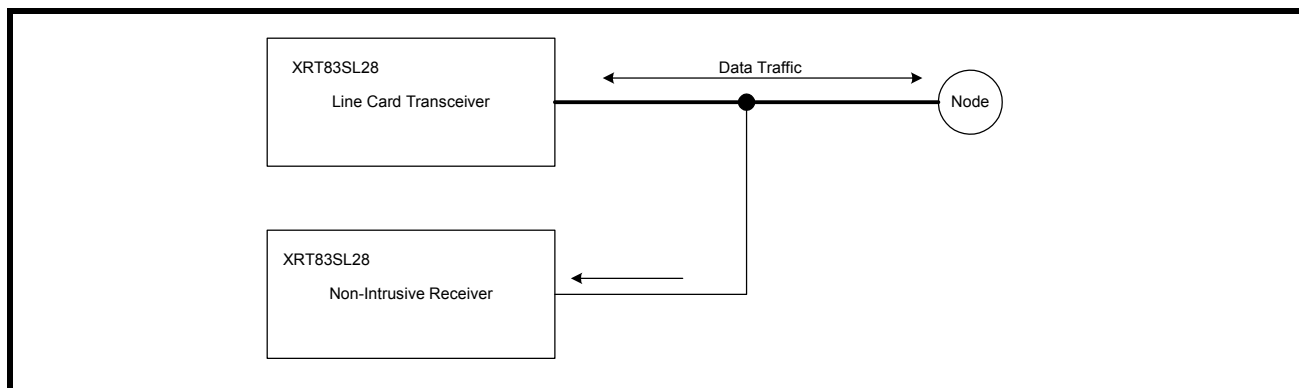 XRT83SL28
Line Card Transceiver
Data Traffic
Node
XRT83SL28
Non-Intrusive Receiver